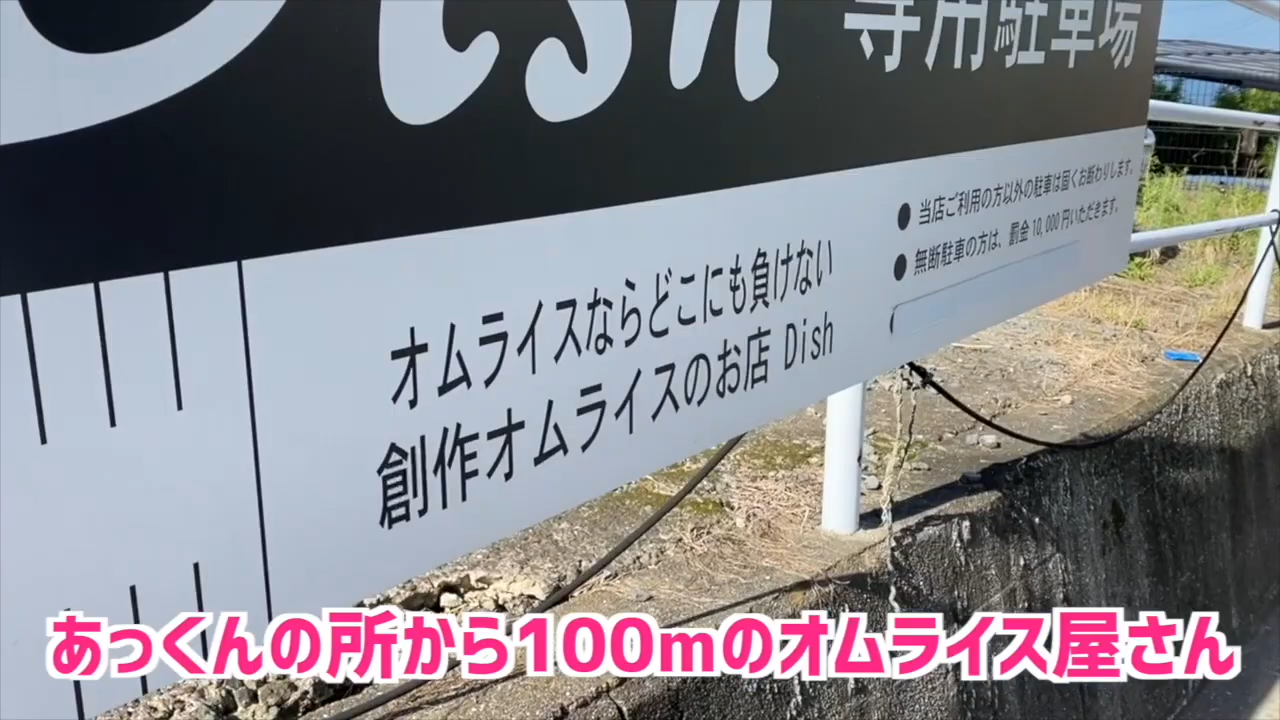 Dish
専用駐車場
● 当店ご利用の方以外の駐車は固くお断わりします。
● 無断駐車の方は、罰金10,000円いただきます。
オムライスならどこにも負けない
創作オムライスのお店 Dish
あっくんの所から100mのオムライス屋さん